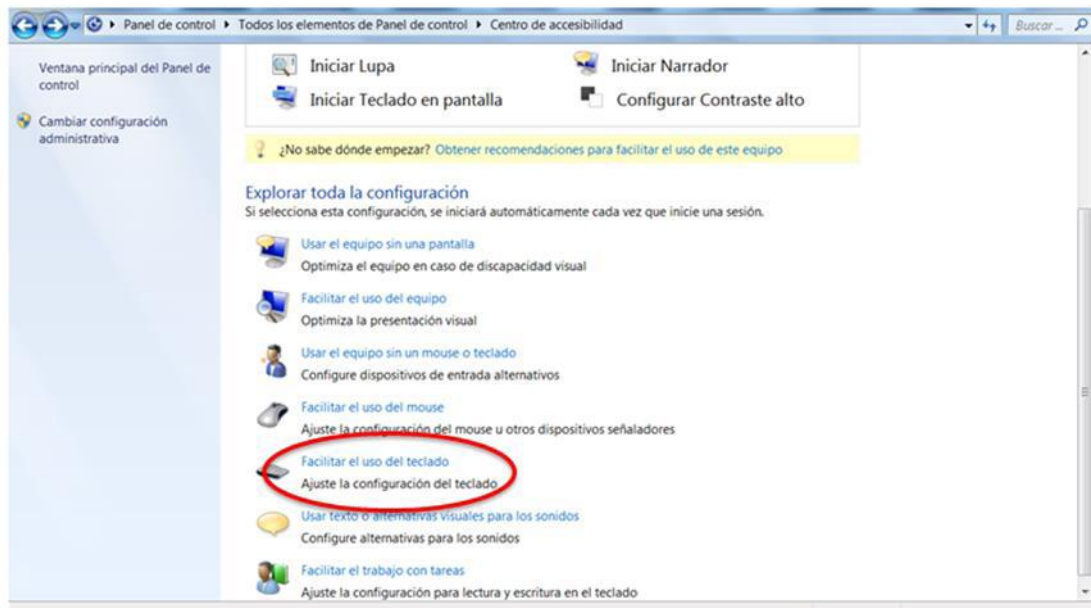 Panel de control ▸ Todos los elementos de Panel de control ▸ Centro de accesibilidad
Buscar ...
Ventana principal del Panel de
control
Cambiar configuración
administrativa
Iniciar Lupa
Iniciar Narrador
Iniciar Teclado en pantalla
Configurar Contraste alto
¿No sabe dónde empezar? Obtener recomendaciones para facilitar el uso de este equipo
Explorar toda la configuración
Si selecciona esta configuración, se iniciará automáticamente cada vez que inicie una sesión.
Usar el equipo sin una pantalla
Optimiza el equipo en caso de discapacidad visual
Facilitar el uso del equipo
Optimiza la presentación visual
Usar el equipo sin un mouse o teclado
Configure dispositivos de entrada alternativos
Facilitar el uso del mouse
Ajuste la configuración del mouse u otros dispositivos señaladores
Facilitar el uso del teclado
Ajuste la configuración del teclado
Usar texto o alternativas visuales para los sonidos
Configure alternativas para los sonidos
Facilitar el trabajo con tareas
Ajuste la configuración para lectura y escritura en el teclado